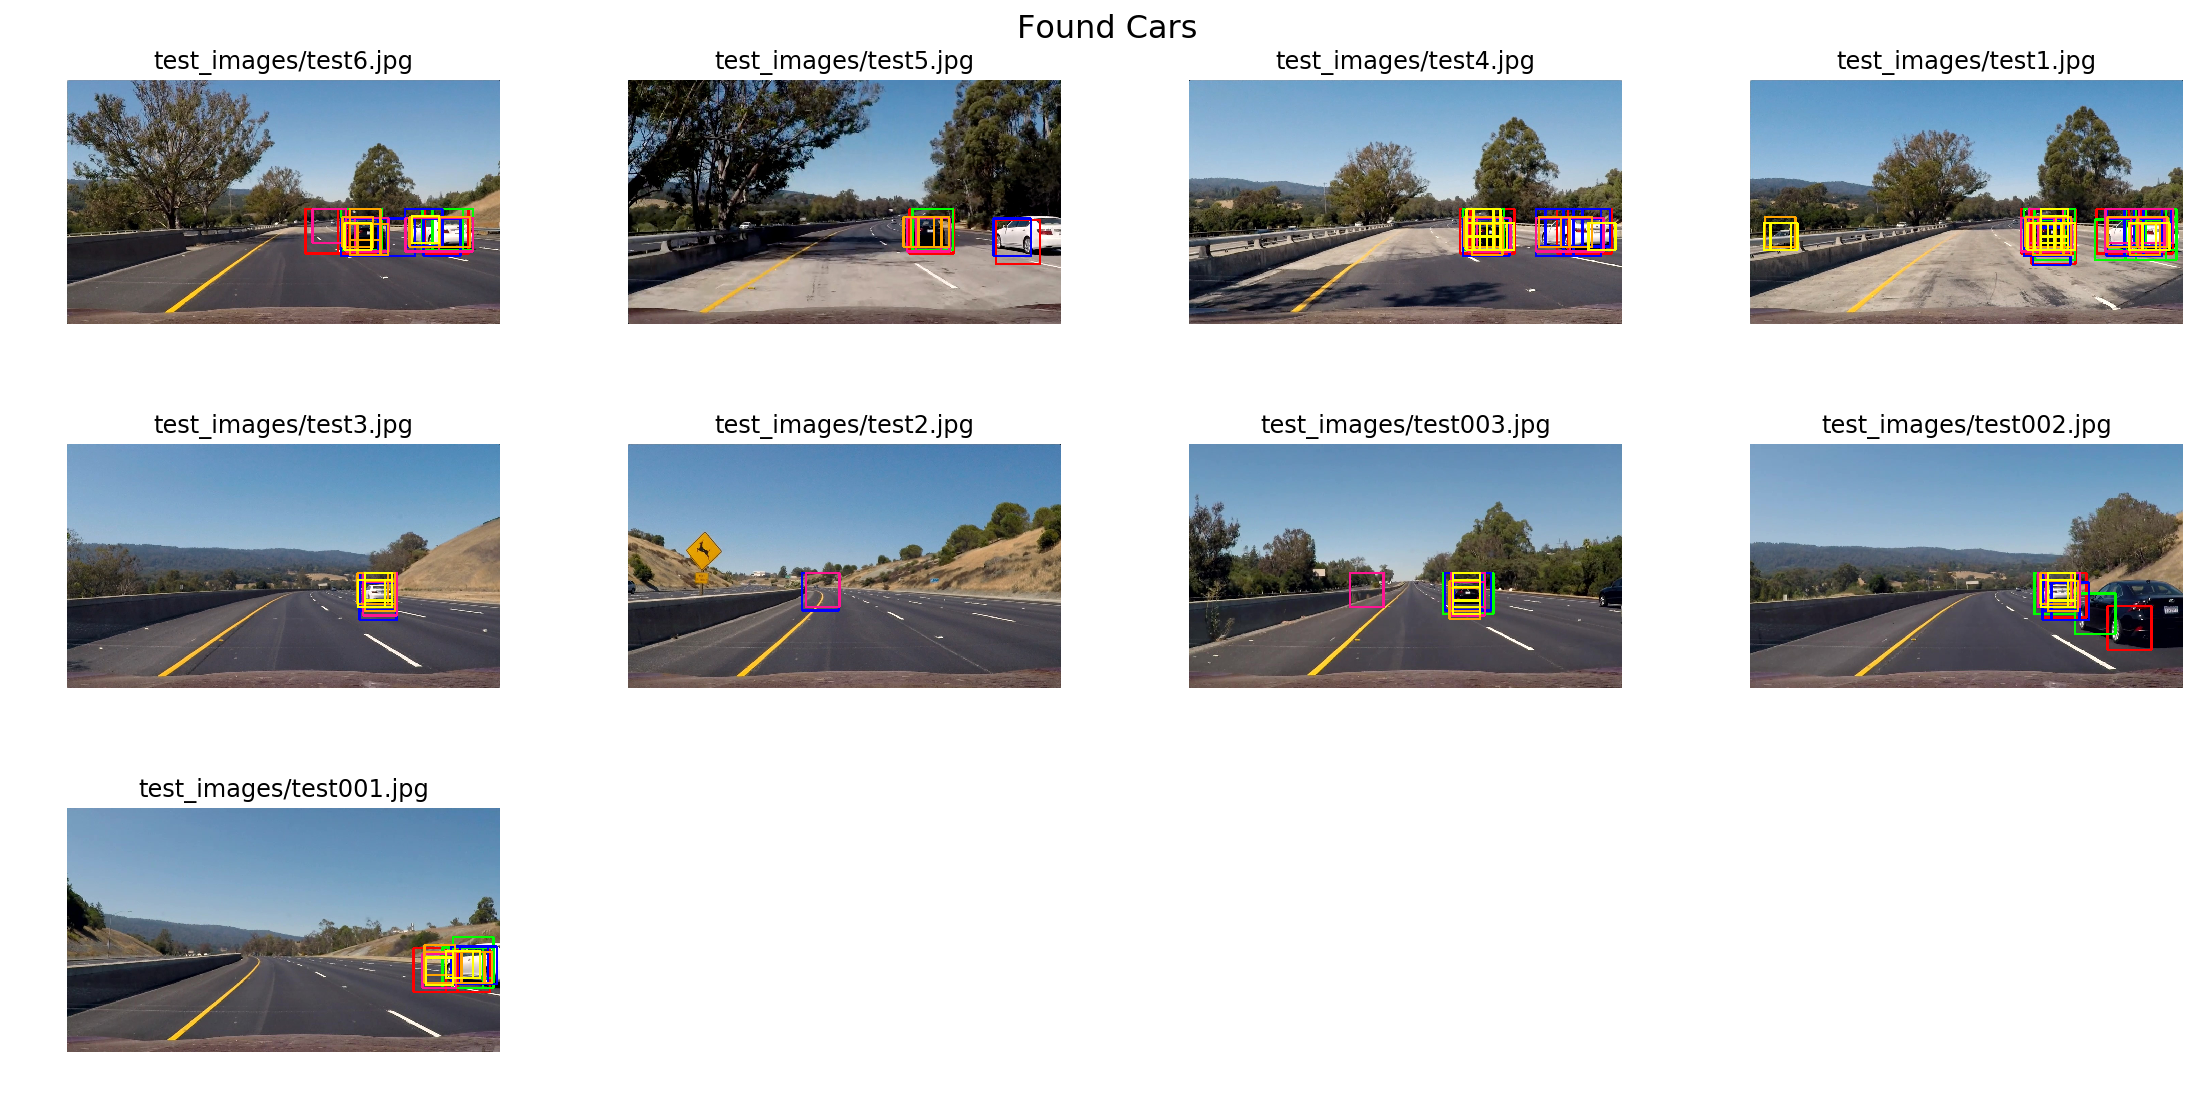 Found Cars
test_images/test6.jpg
test_images/test5.jpg
test_images/test4.jpg
test_images/test1.jpg
test_images/test3.jpg
test_images/test2.jpg
test_images/test003.jpg
test_images/test002.jpg
test_images/test001.jpg